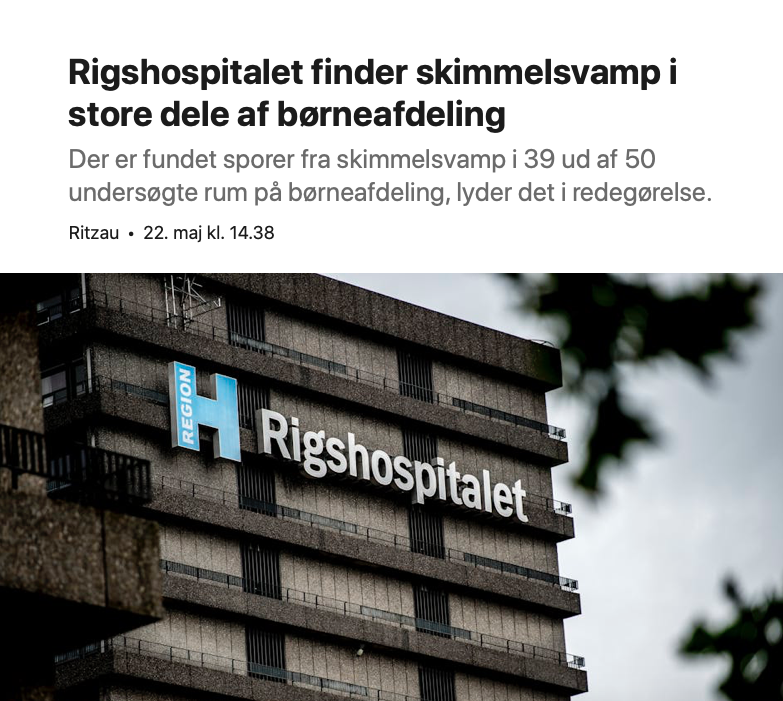 Rigshospitalet finder skimmelsvamp i
store dele af børneafdeling
Der er fundet sporer fra skimmelsvamp i 39 ud af 50
undersøgte rum på børneafdeling, lyder det i redegørelse.
Ritzau • 22. maj kl. 14.38
REGION H
Rigshospitalet